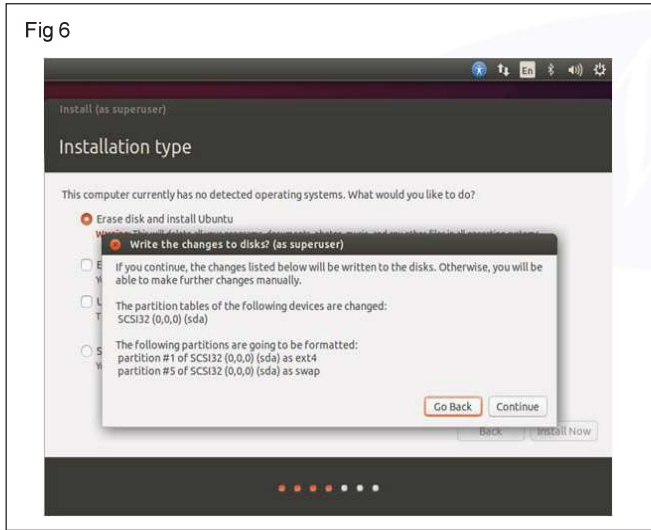 Fig 6
En
Install (as superuser)
Installation type
This computer currently has no detected operating systems. What would you like to do?
Erase disk and install Ubuntu
Write the changes to disks? (as superuser)
If you continue, the changes listed below will be written to the disks. Otherwise, you will be
able to make further changes manually.
The partition tables of the following devices are changed:
SCSI32 (0,0,0) (sda)
The following partitions are going to be formatted:
partition #1 of SCSI32 (0,0,0) (sda) as ext4
partition #5 of SCSI32 (0,0,0) (sda) as swap
Go Back Continue
Back Install Now